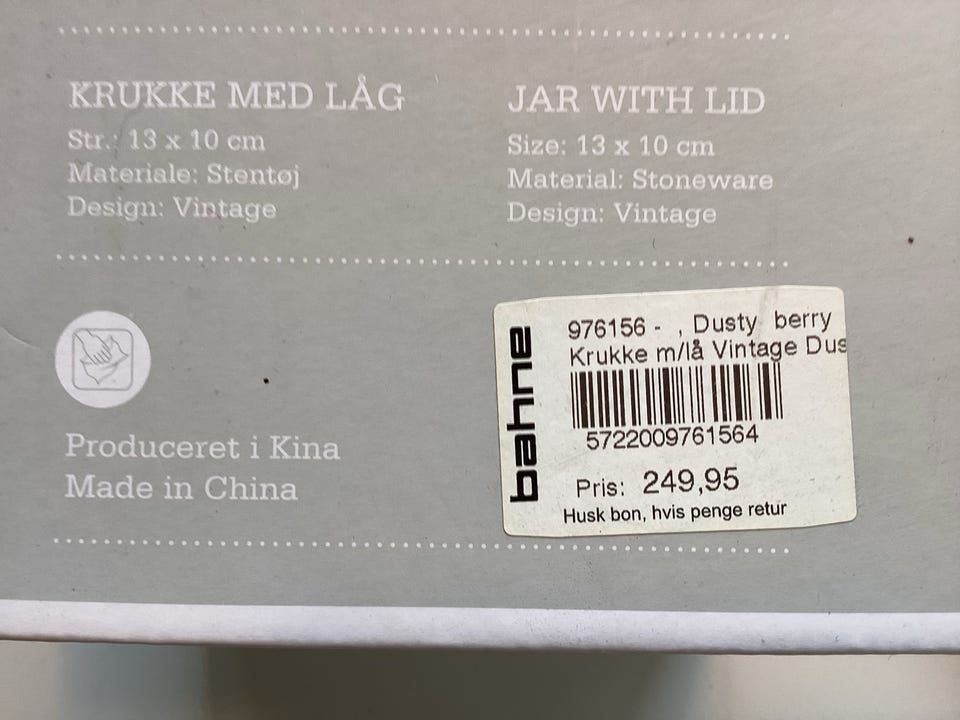 KRUKKE MED LÅG
Str.: 13 x 10 cm
Materiale: Stentøj
Design: Vintage
JAR WITH LID
Size: 13 x 10 cm
Material: Stoneware
Design: Vintage
Produceret i Kina
Made in China
bahne
976156 - , Dusty berry
Krukke m/lå Vintage Dus
5722009761564
Pris: 249,95
Husk bon, hvis penge retur